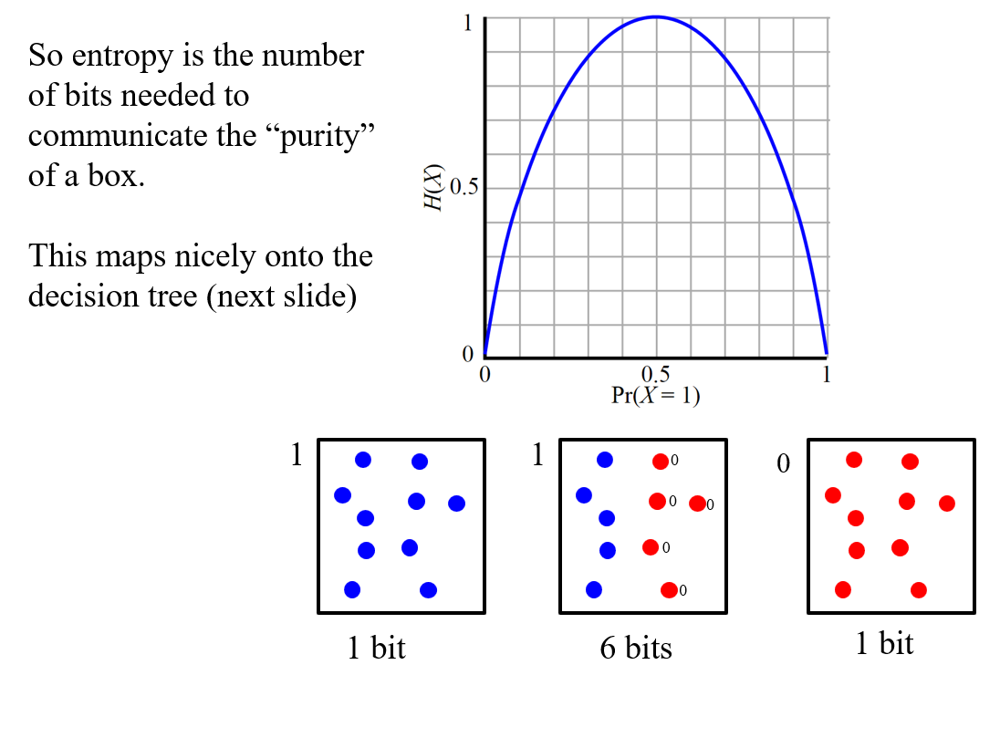 So entropy is the number
of bits needed to
communicate the “purity”
of a box.
This maps nicely onto the
decision tree (next slide)
1
H(X)
0.5
0
0
0.5
1
Pr(X = 1)
1
1
0
0
0
0
0
0
1 bit
6 bits
1 bit